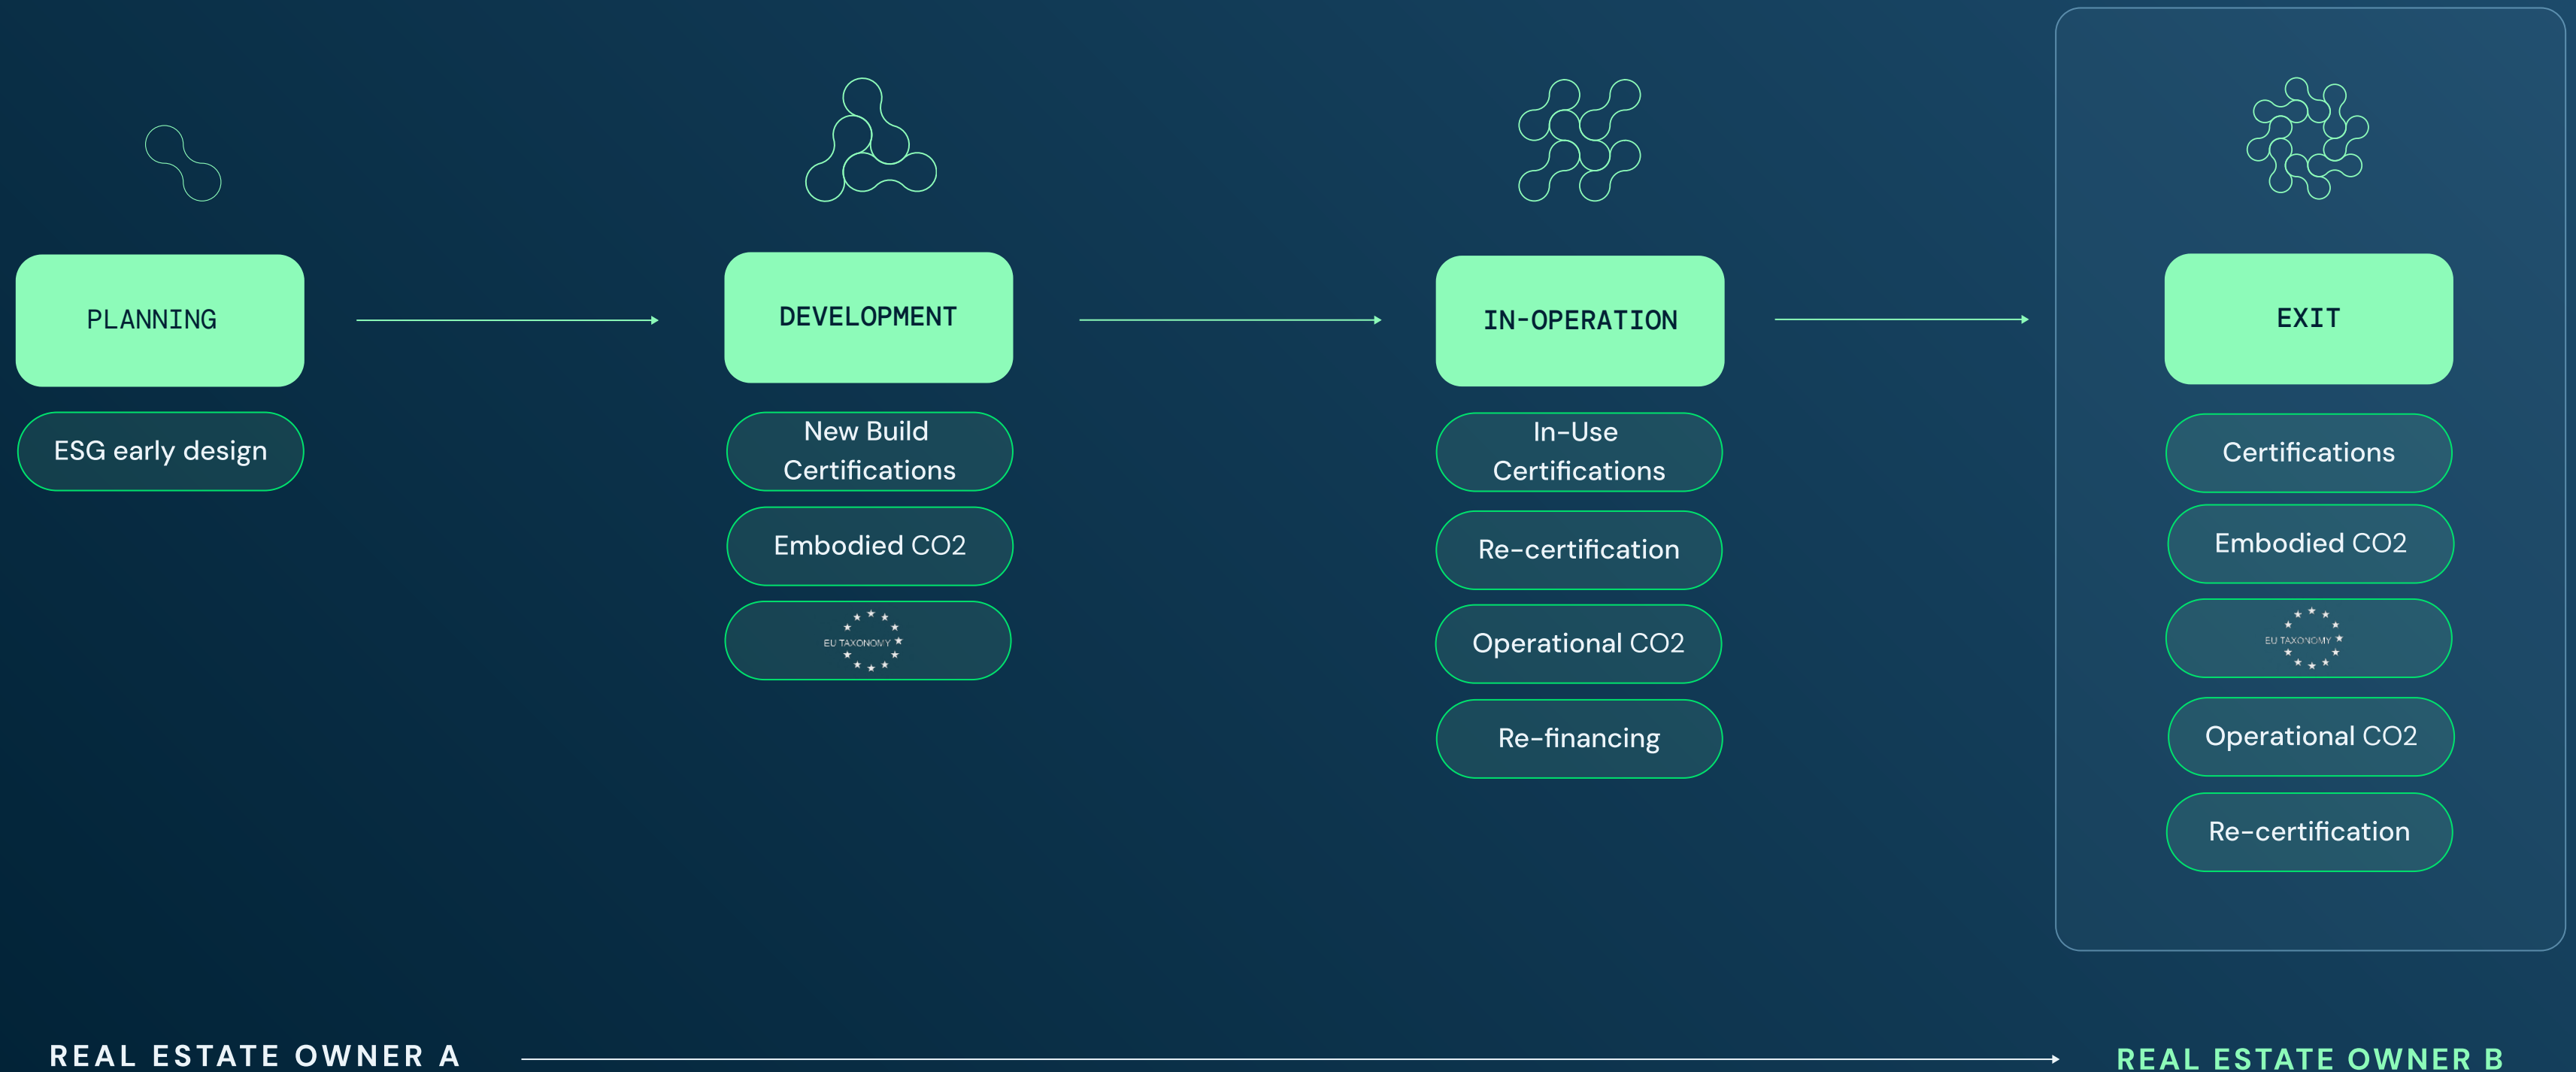 PLANNING
ESG early design
DEVELOPMENT
New Build
Certifications
Embodied CO2
EU TAXONOMY
IN-OPERATION
In-Use
Certifications
Re-certification
Operational CO2
Re-financing
EXIT
Certifications
Embodied CO2
EU TAXONOMY
Operational CO2
Re-certification
REAL ESTATE OWNER A
REAL ESTATE OWNER B